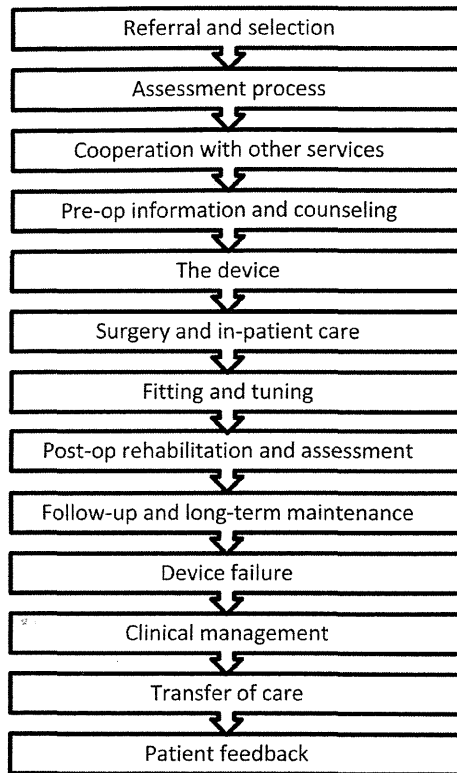 Referral and selection
Assessment process
Cooperation with other services
Pre-op information and counseling
The device
Surgery and in-patient care
Fitting and tuning
Post-op rehabilitation and assessment
Follow-up and long-term maintenance
Device failure
Clinical management
Transfer of care
Patient feedback